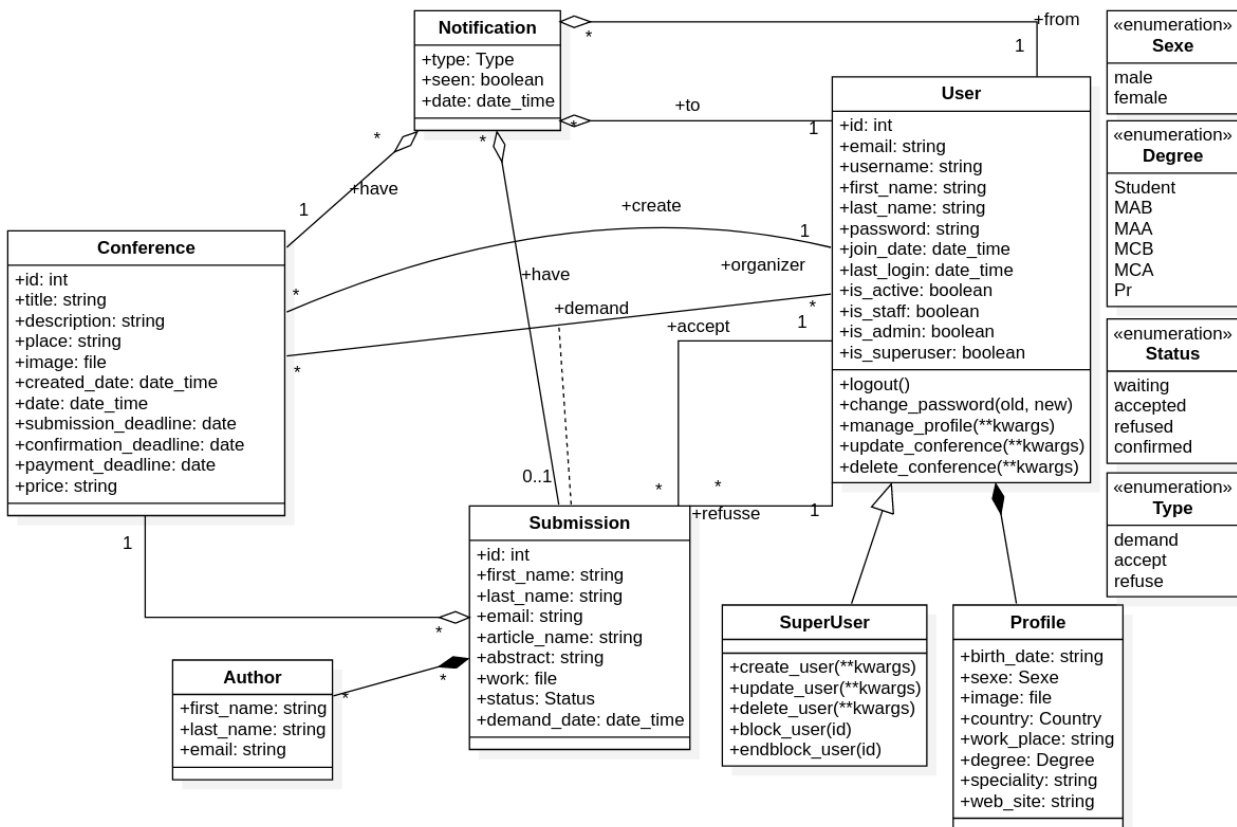 Notification
+type: Type
+seen: boolean
+date: date_time
*
+from
1
+to
*
1
*
+have
1
*
+have
0..1
+create
*
1
+organizer
+demand
*
*
+accept
1
*
*
+refusse
1
User
+id: int
+email: string
+username: string
+first_name: string
+last_name: string
+password: string
+join_date: date_time
+last_login: date_time
+is_active: boolean
+is_staff: boolean
+is_admin: boolean
+is_superuser: boolean
+logout()
+change_password(old, new)
+manage_profile(**kwargs)
+update_conference(**kwargs)
+delete_conference(**kwargs)
«enumeration»
Sexe
male
female
«enumeration»
Degree
Student
MAB
MAA
MCB
MCA
Pr
«enumeration»
Status
waiting
accepted
refused
confirmed
«enumeration»
Type
demand
accept
refuse
Conference
+id: int
+title: string
+description: string
+place: string
+image: file
+created_date: date_time
+date: date_time
+submission_deadline: date
+confirmation_deadline: date
+payment_deadline: date
+price: string
1
*
Submission
+id: int
+first_name: string
+last_name: string
+email: string
+article_name: string
+abstract: string
+work: file
+status: Status
+demand_date: date_time
*
*
Author
+first_name: string
+last_name: string
+email: string
SuperUser
+create_user(**kwargs)
+update_user(**kwargs)
+delete_user(**kwargs)
+block_user(id)
+endblock_user(id)
Profile
+birth_date: string
+sexe: Sexe
+image: file
+country: Country
+work_place: string
+degree: Degree
+speciality: string
+web_site: string